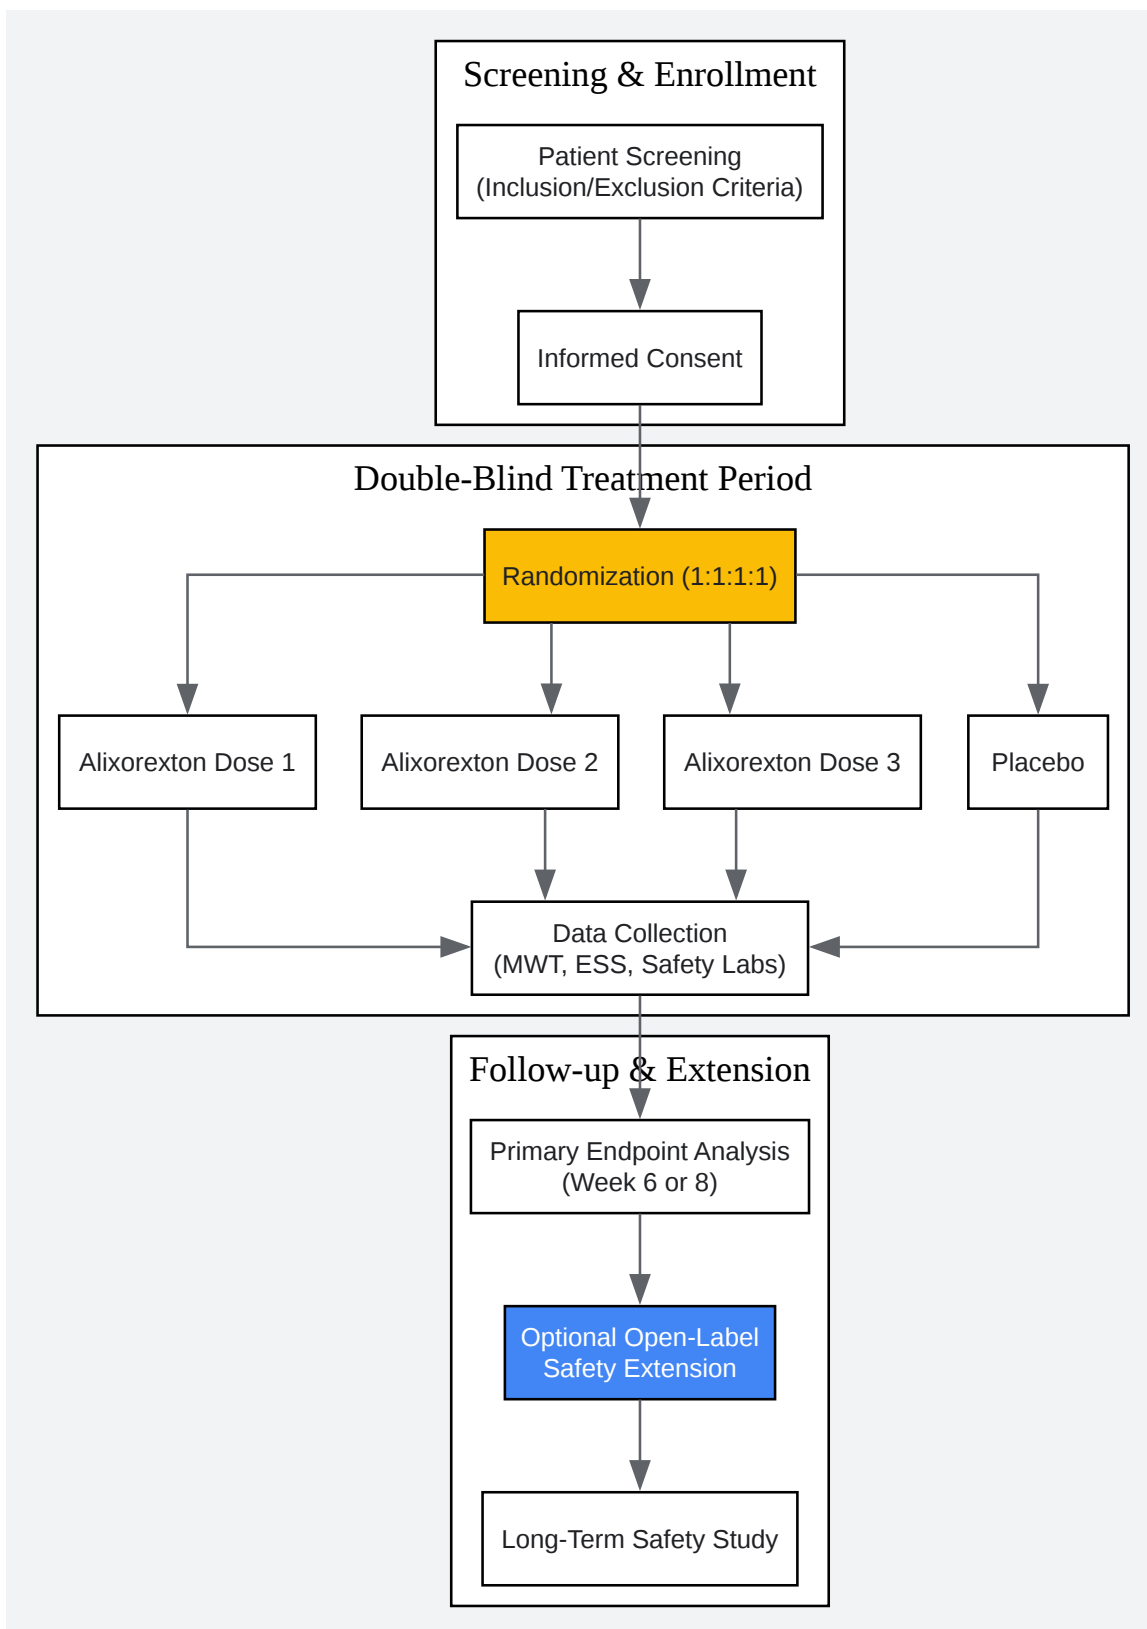 Screening & Enrollment
Patient Screening
(Inclusion/Exclusion Criteria)
Informed Consent
Double-Blind Treatment Period
Randomization (1:1:1:1)
Alixorexton Dose 1
Alixorexton Dose 2
Alixorexton Dose 3
Placebo
Data Collection
(MWT, ESS, Safety Labs)
Follow-up & Extension
Primary Endpoint Analysis
(Week 6 or 8)
Optional Open-Label
Safety Extension
Long-Term Safety Study